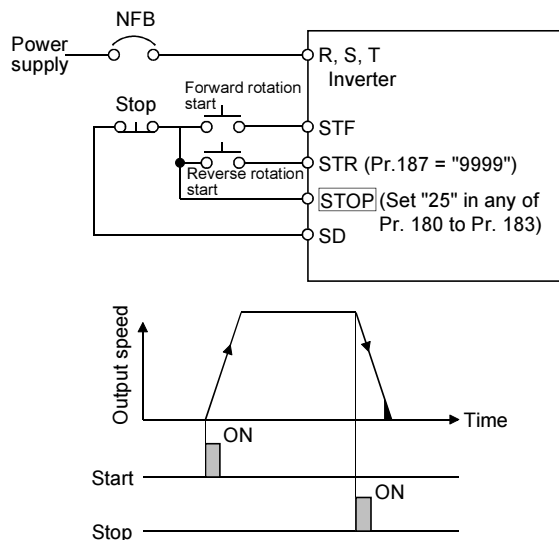 NFB
Power
supply
R, S, T
Inverter
Forward rotation
start
Stop
STF
STR (Pr.187 = "9999")
Reverse rotation
start
STOP (Set "25" in any of
Pr. 180 to Pr. 183)
SD
Output speed
Time
ON
Start
ON
Stop